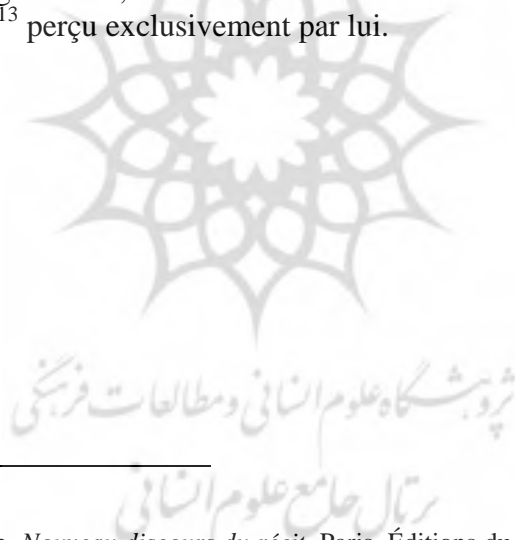 13 perçu exclusivement par lui.
پژوهشگاه علوم انسانی و مطالعات فرهنگی
پرتال جامع علوم انسانی
Nouveau discours du récit, Paris, Éditions du